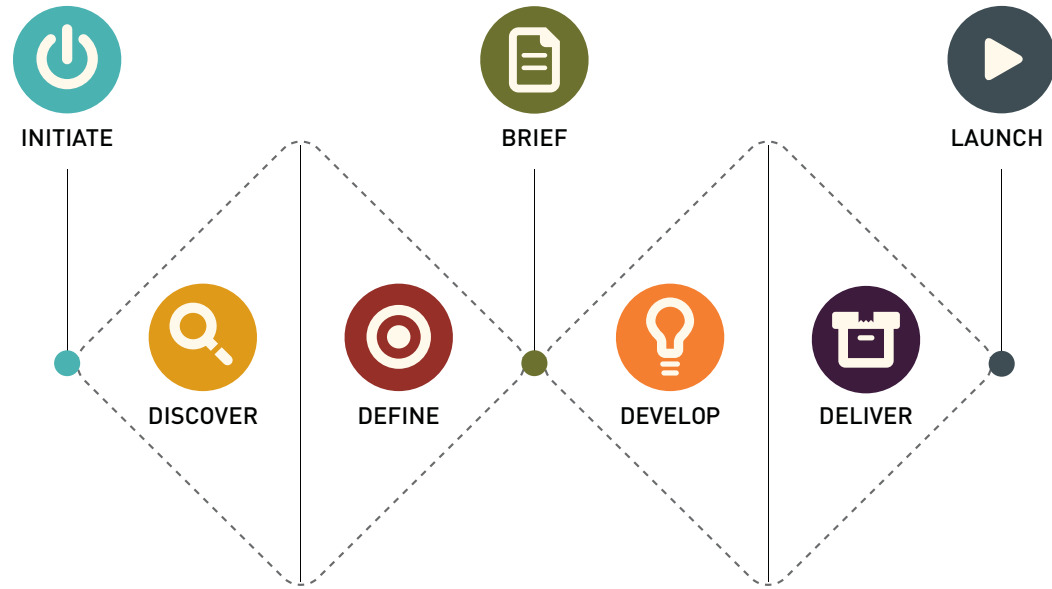 INITIATE
BRIEF
LAUNCH
DISCOVER
DEFINE
DEVELOP
DELIVER